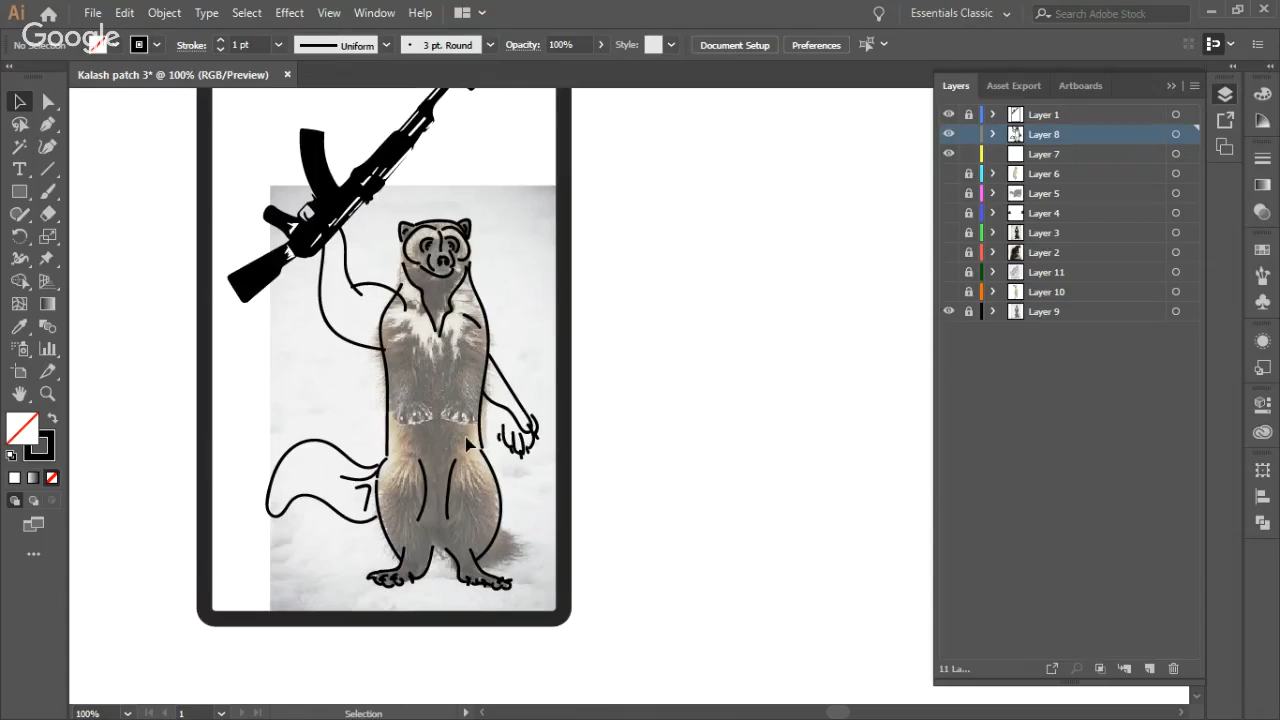 Ai File Edit Object Type Select Effect View Window Help Essentials Classic Search Adobe Stock
Google
No Selection Stroke: 1 pt Uniform 3 pt. Round Opacity: 100% Style: Document Setup Preferences
Kalash patch 3* @ 100% (RGB/Preview)
Layers Asset Export Artboards
Layer 1
Layer 8
Layer 7
Layer 6
Layer 5
Layer 4
Layer 3
Layer 2
Layer 11
Layer 10
Layer 9
11 La...
100% 1 Selection